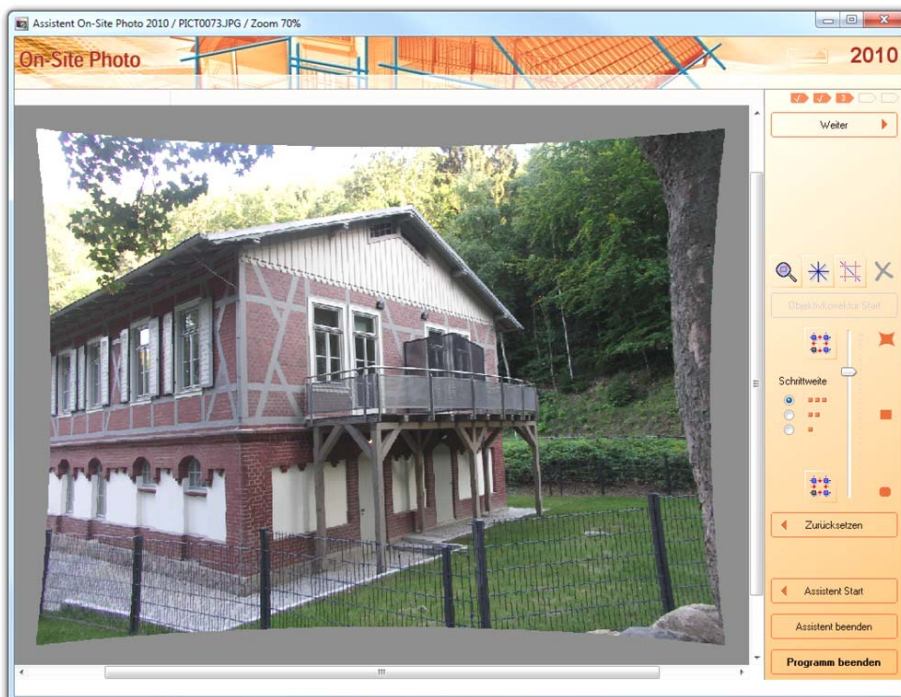 Assistent On-Site Photo 2010 / PICT0073.JPG / Zoom 70%
On-Site Photo
2010
3
Weiter
Objektivkorrektur Start
Schrittweite
Zurücksetzen
Assistent Start
Assistent beenden
Programm beenden